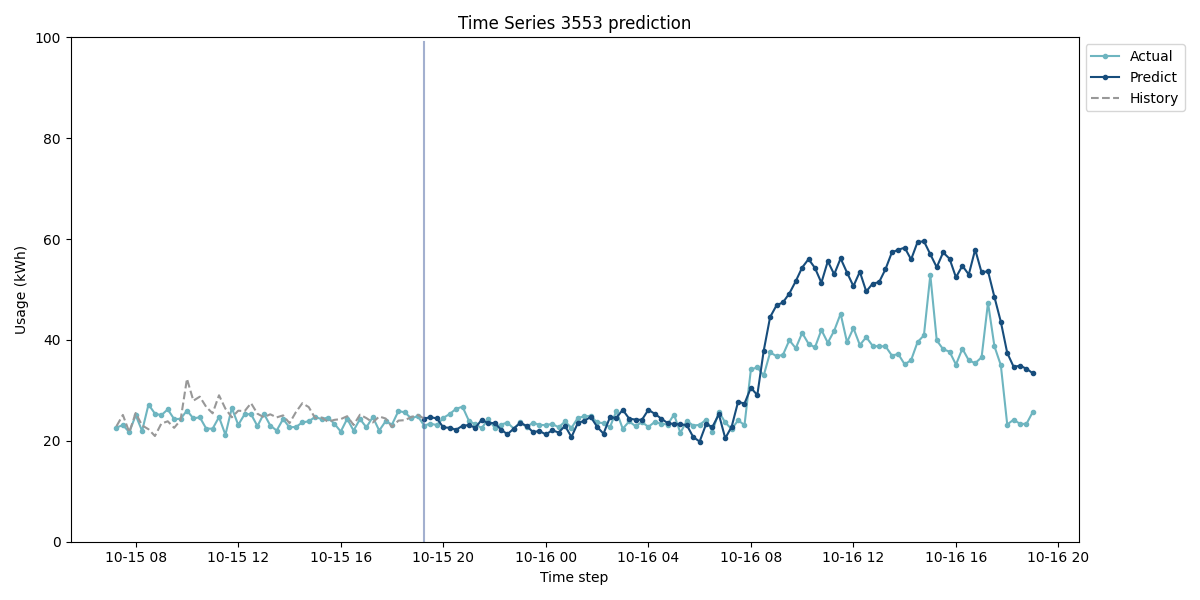 Time Series 3553 prediction
Usage (kWh)
100
80
60
40
20
0
10-15 08
10-15 12
10-15 16
10-15 20
10-16 00
10-16 04
10-16 08
10-16 12
10-16 16
10-16 20
Time step
Actual
Predict
History